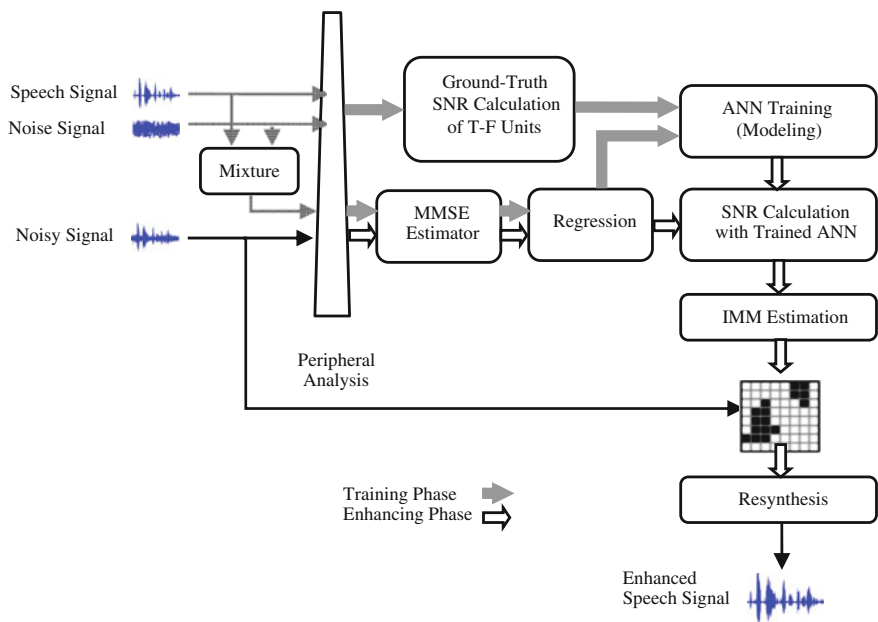 Speech Signal
Noise Signal
Mixture
Noisy Signal
Peripheral
Analysis
Ground-Truth
SNR Calculation
of T-F Units
MMSE
Estimator
Regression
ANN Training
(Modeling)
SNR Calculation
with Trained ANN
IMM Estimation
Resynthesis
Training Phase
Enhancing Phase
Enhanced
Speech Signal